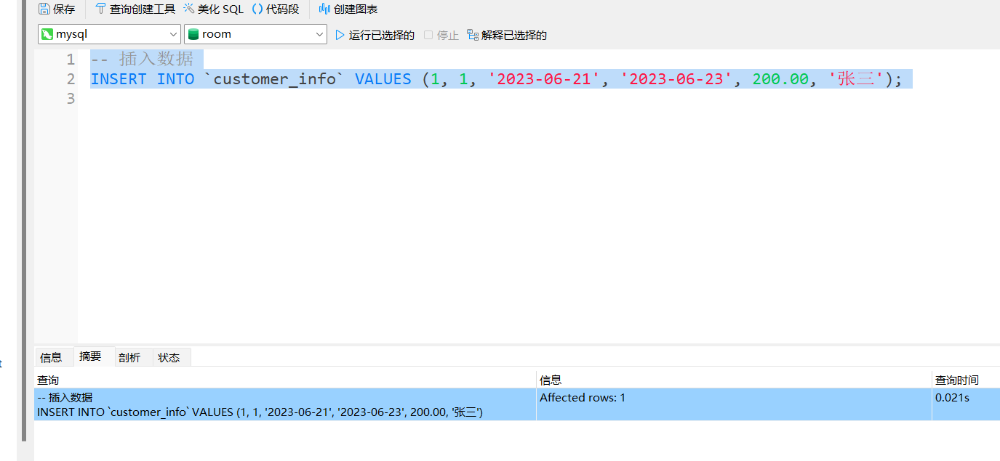 保存 查询创建工具 美化 SQL () 代码段 创建图表
mysql room 运行已选择的 停止 解释已选择的
1 -- 插入数据
2 INSERT INTO `customer_info` VALUES (1, 1, '2023-06-21', '2023-06-23', 200.00, '张三');
3
信息 摘要 剖析 状态
查询 信息 查询时间
-- 插入数据 Affected rows: 1 0.021s
INSERT INTO `customer_info` VALUES (1, 1, '2023-06-21', '2023-06-23', 200.00, '张三')
t